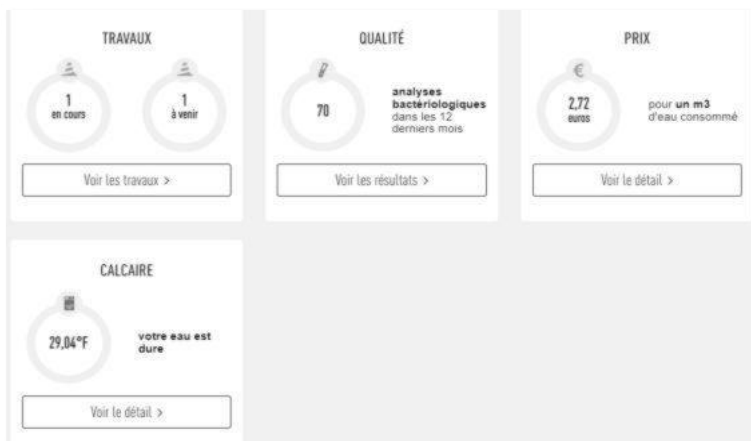 TRAVAUX
1
en cours
1
à venir
Voir les travaux >
QUALITÉ
70
analyses
bactériologiques
dans les 12
derniers mois
Voir les résultats >
PRIX
€
2,72
euros
pour un m3
d'eau consommé
Voir le détail >
CALCAIRE
29,04°F
votre eau est
dure
Voir le détail >